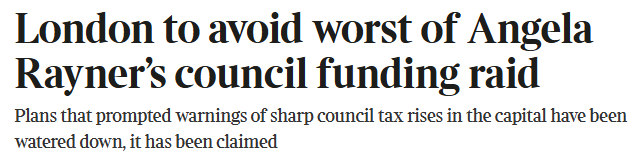 London to avoid worst of Angela
Rayner’s council funding raid
Plans that prompted warnings of sharp council tax rises in the capital have been
watered down, it has been claimed